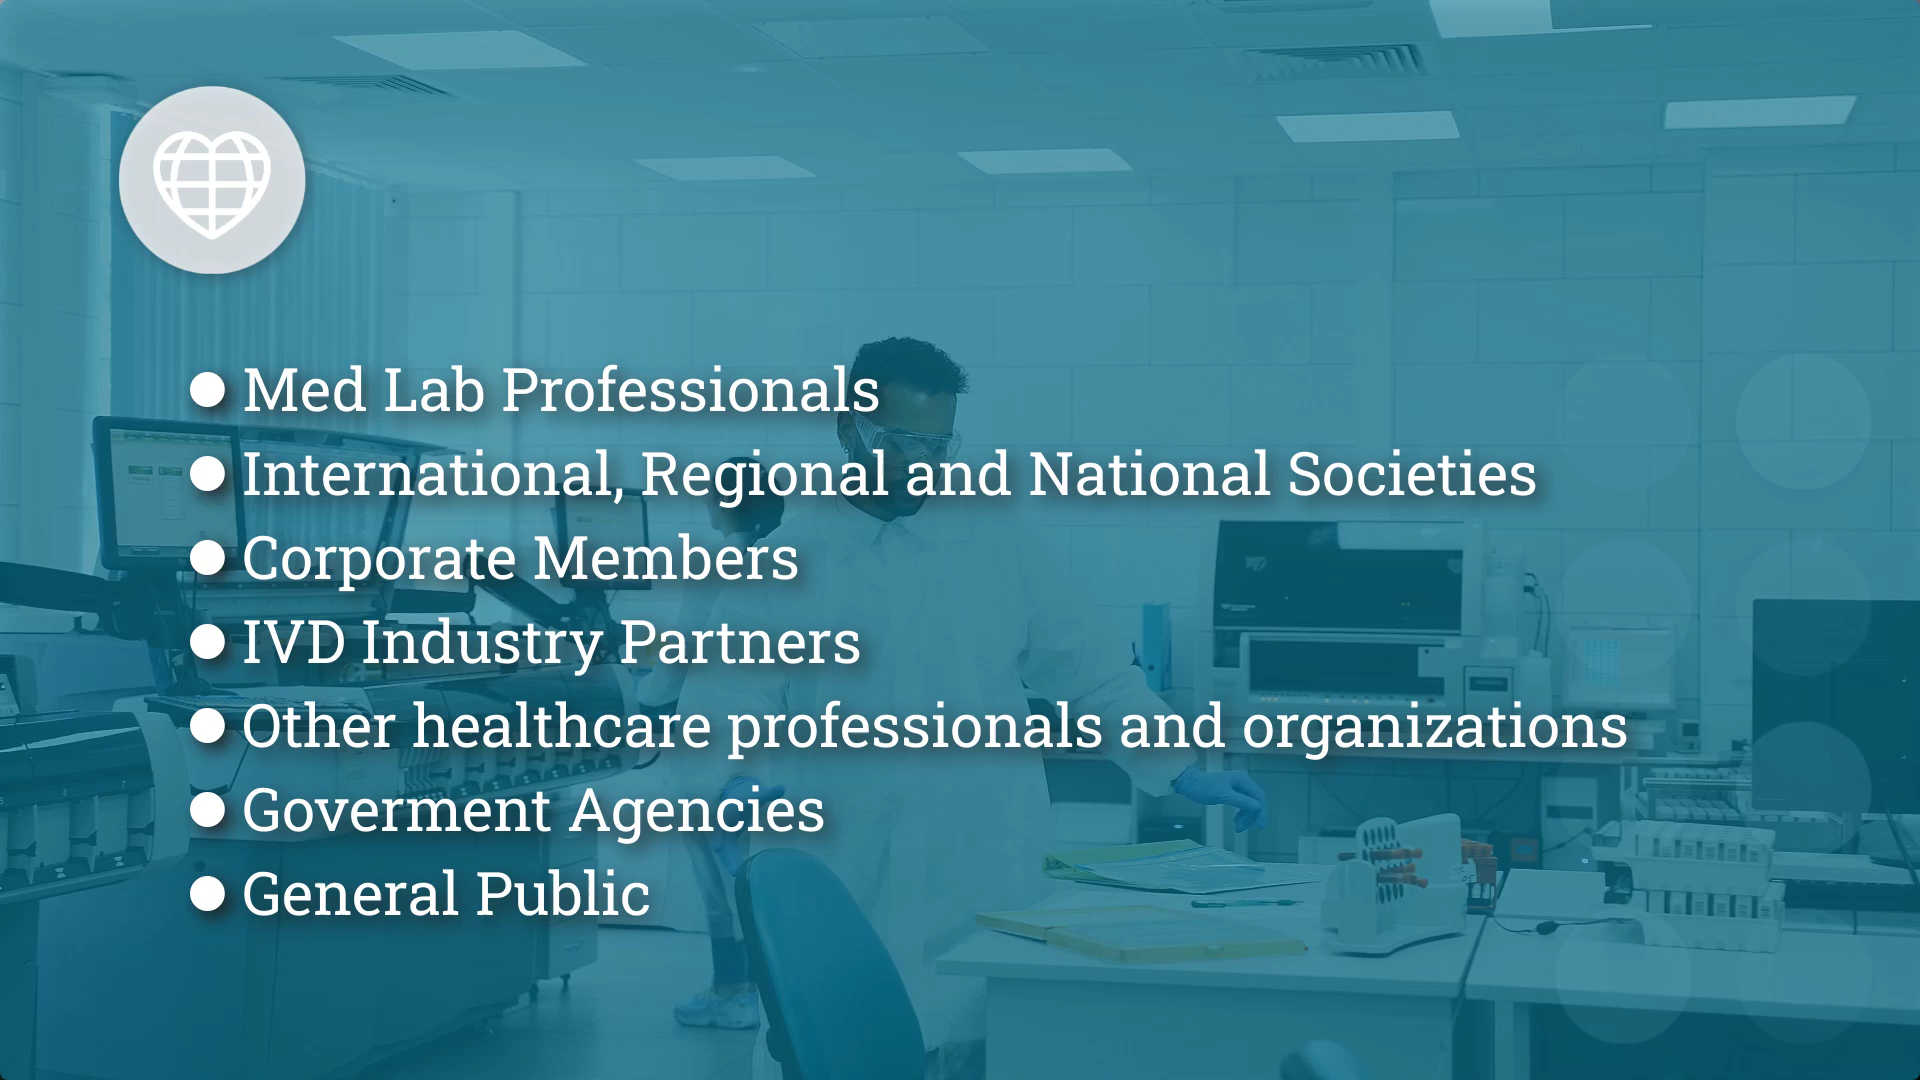 ● Med Lab Professionals
● International, Regional and National Societies
● Corporate Members
● IVD Industry Partners
● Other healthcare professionals and organizations
● Goverment Agencies
● General Public